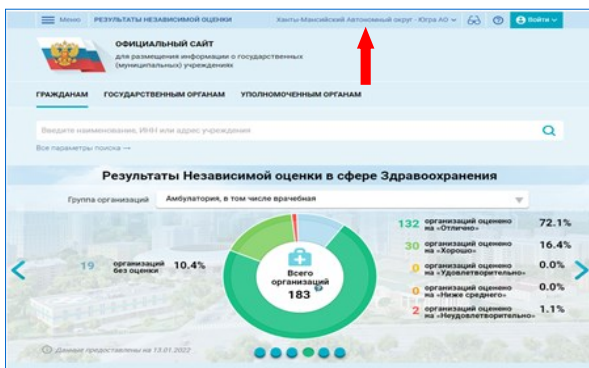 Меню РЕЗУЛЬТАТЫ НЕЗАВИСИМОЙ ОЦЕНКИ Ханты-Мансийский Автономный округ - Югра АО Войти
ОФИЦИАЛЬНЫЙ САЙТ
для размещения информации о государственных
(муниципальных) учреждениях
ГРАЖДАНАМ ГОСУДАРСТВЕННЫМ ОРГАНАМ УПОЛНОМОЧЕННЫМ ОРГАНАМ
Введите наименование, ИНН или адрес учреждения
Все параметры поиска →
Результаты Независимой оценки в сфере Здравоохранения
Группа организаций Амбулатория, в том числе врачебная
132 организаций оценено на «Отлично» 72.1%
30 организаций оценено на «Хорошо» 16.4%
0 организаций оценено на «Удовлетворительно» 0.0%
0 организаций оценено на «Ниже среднего» 0.0%
2 организаций оценено на «Неудовлетворительно» 1.1%
19 организаций без оценки 10.4%
Всего
организаций
183
Данные предоставлены на 13.01.2022